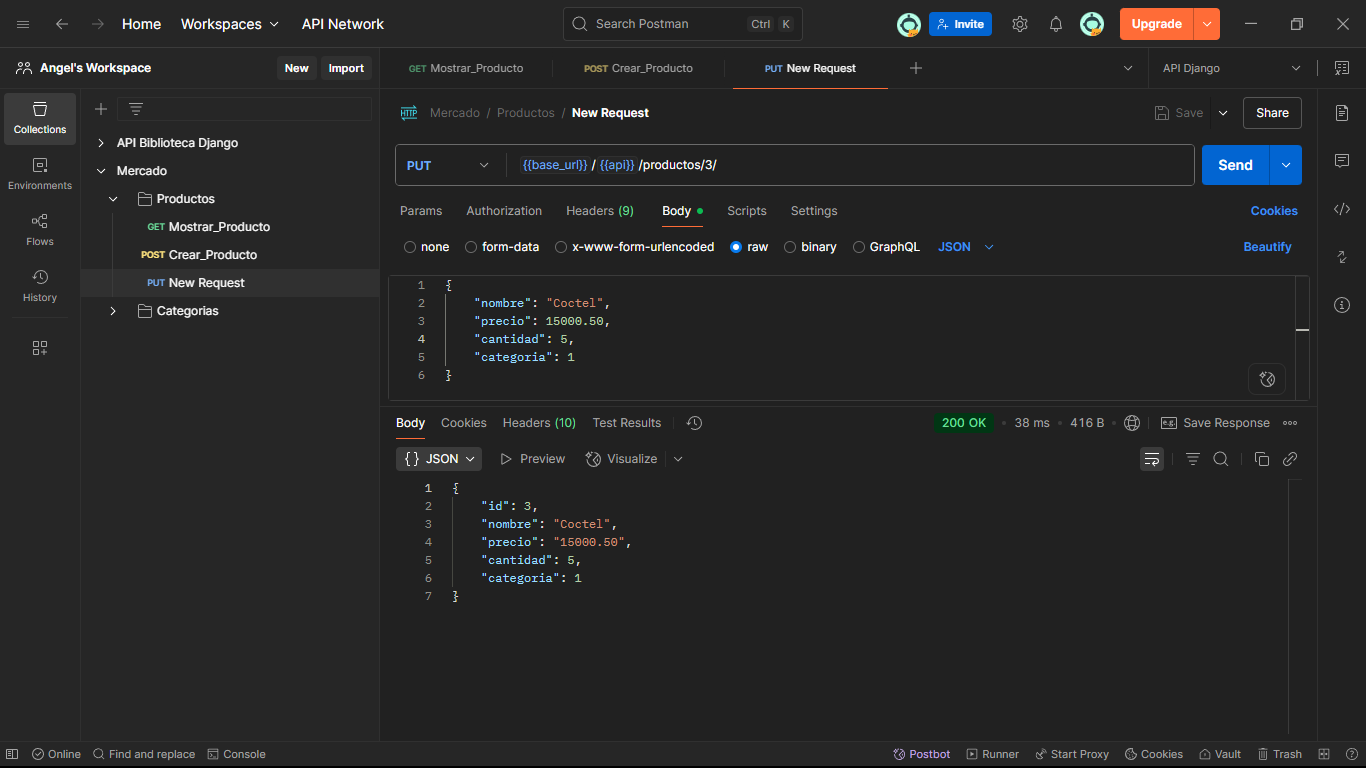 Home Workspaces API Network Search Postman Ctrl K Invite Upgrade
Angel's Workspace New Import
GET Mostrar_Producto POST Crear_Producto PUT New Request API Django
Collections
Environments
Flows
History
API Biblioteca Django
Mercado
Productos
GET Mostrar_Producto
POST Crear_Producto
PUT New Request
Categorias
HTTP Mercado / Productos / New Request Save Share
PUT {{base_url}} / {{api}} /productos/3/ Send
Params Authorization Headers (9) Body Scripts Settings Cookies
none form-data x-www-form-urlencoded raw binary GraphQL JSON Beautify
1 {
2 "nombre": "Coctel",
3 "precio": 15000.50,
4 "cantidad": 5,
5 "categoria": 1
6 }
Body Cookies Headers (10) Test Results 200 OK 38 ms 416 B e.g. Save Response
{} JSON Preview Visualize
1 {
2 "id": 3,
3 "nombre": "Coctel",
4 "precio": "15000.50",
5 "cantidad": 5,
6 "categoria": 1
7 }
Online Find and replace Console Postbot Runner Start Proxy Cookies Vault Trash